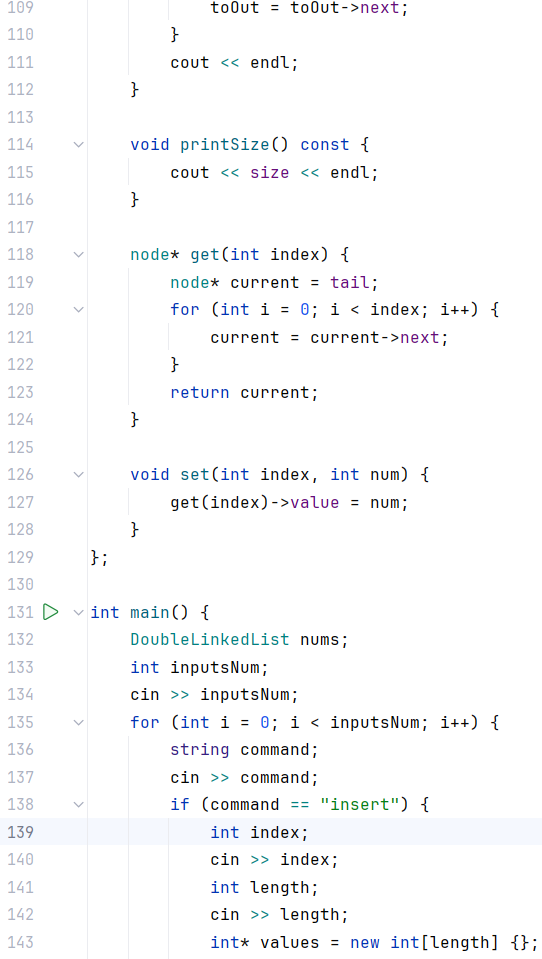 109 toOut = toOut->next;
110 }
111 cout << endl;
112 }
113
114 void printSize() const {
115 cout << size << endl;
116 }
117
118 node* get(int index) {
119 node* current = tail;
120 for (int i = 0; i < index; i++) {
121 current = current->next;
122 }
123 return current;
124 }
125
126 void set(int index, int num) {
127 get(index)->value = num;
128 }
129 };
130
131 int main() {
132 DoubleLinkedList nums;
133 int inputsNum;
134 cin >> inputsNum;
135 for (int i = 0; i < inputsNum; i++) {
136 string command;
137 cin >> command;
138 if (command == "insert") {
139 int index;
140 cin >> index;
141 int length;
142 cin >> length;
143 int* values = new int[length] {};